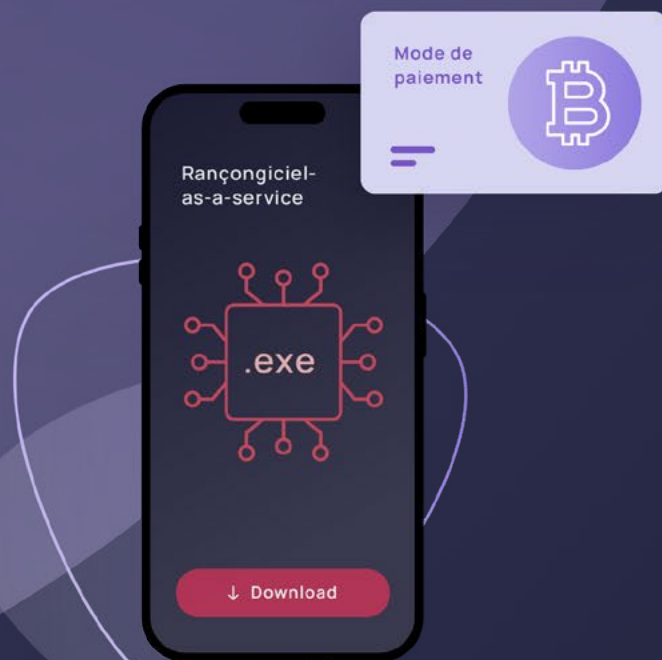 Mode de
paiement
Rançongiciel-
as-a-service
.exe
↓ Download